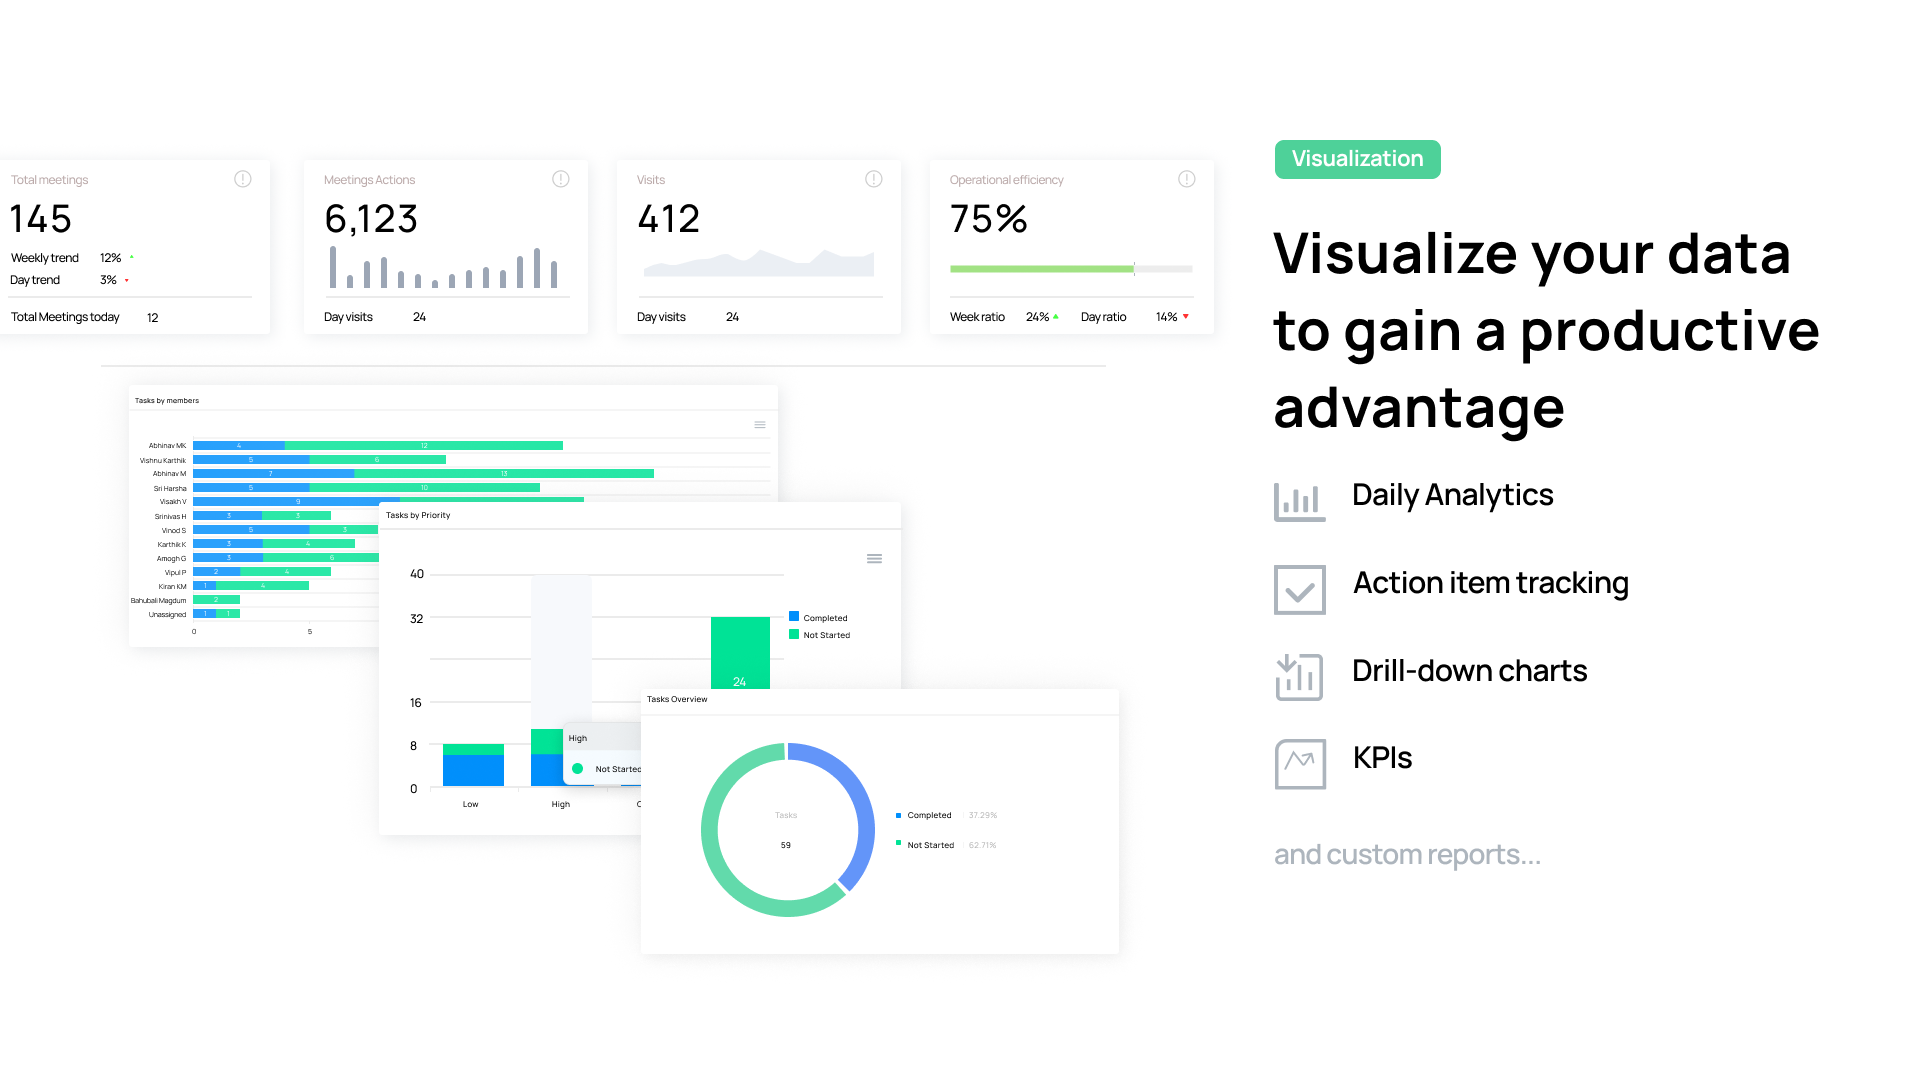 Total meetings
145
Weekly trend 12%
Day trend 3%
Total Meetings today 12
Meetings Actions
6,123
Day visits 24
Visits
412
Day visits 24
Operational efficiency
75%
Week ratio 24% Day ratio 14%
Tasks by members
Abhinav MK 4 12
Vishnu Karthik 5 6
Abhinav M 7 13
Sri Harsha 5 10
Visakh V 9
Srinivas H 3 3
Vinod S 5 3
Karthik K 3 4
Amogh G 3 6
Vipul P 2 4
Kiran KM 1 4
Bahubali Magdum 2
Unassigned 1 1
0 5
Tasks by Priority
40
32
16
8
0
24
Completed
Not Started
High
Not Started
Low High
Tasks Overview
Tasks
59
Completed 37.29%
Not Started 62.71%
Visualization
Visualize your data
to gain a productive
advantage
Daily Analytics
Action item tracking
Drill-down charts
KPIs
and custom reports...